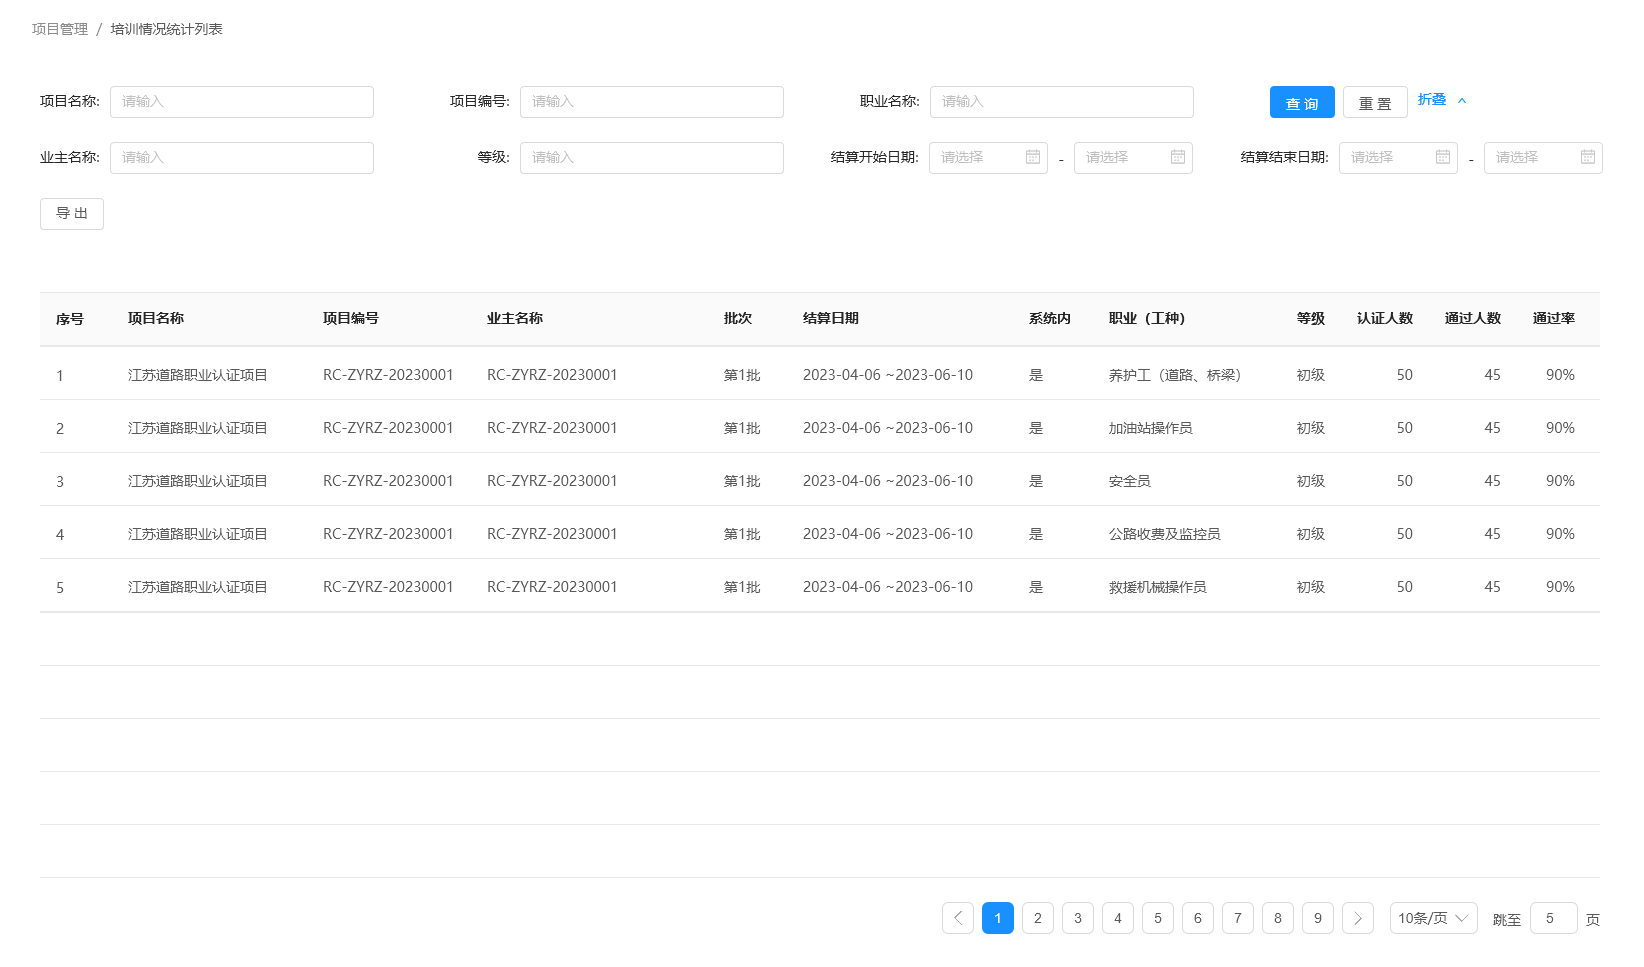 项目管理 / 培训情况统计列表
项目名称: 请输入 项目编号: 请输入 职业名称: 请输入 查 询 重 置 折叠
业主名称: 请输入 等级: 请输入 结算开始日期: 请选择 - 请选择 结算结束日期: 请选择 - 请选择
导 出
序号 项目名称 项目编号 业主名称 批次 结算日期 系统内 职业（工种） 等级 认证人数 通过人数 通过率
1 江苏道路职业认证项目 RC-ZYRZ-20230001 RC-ZYRZ-20230001 第1批 2023-04-06 ~2023-06-10 是 养护工（道路、桥梁） 初级 50 45 90%
2 江苏道路职业认证项目 RC-ZYRZ-20230001 RC-ZYRZ-20230001 第1批 2023-04-06 ~2023-06-10 是 加油站操作员 初级 50 45 90%
3 江苏道路职业认证项目 RC-ZYRZ-20230001 RC-ZYRZ-20230001 第1批 2023-04-06 ~2023-06-10 是 安全员 初级 50 45 90%
4 江苏道路职业认证项目 RC-ZYRZ-20230001 RC-ZYRZ-20230001 第1批 2023-04-06 ~2023-06-10 是 公路收费及监控员 初级 50 45 90%
5 江苏道路职业认证项目 RC-ZYRZ-20230001 RC-ZYRZ-20230001 第1批 2023-04-06 ~2023-06-10 是 救援机械操作员 初级 50 45 90%
1 2 3 4 5 6 7 8 9 10条/页 跳至 5 页